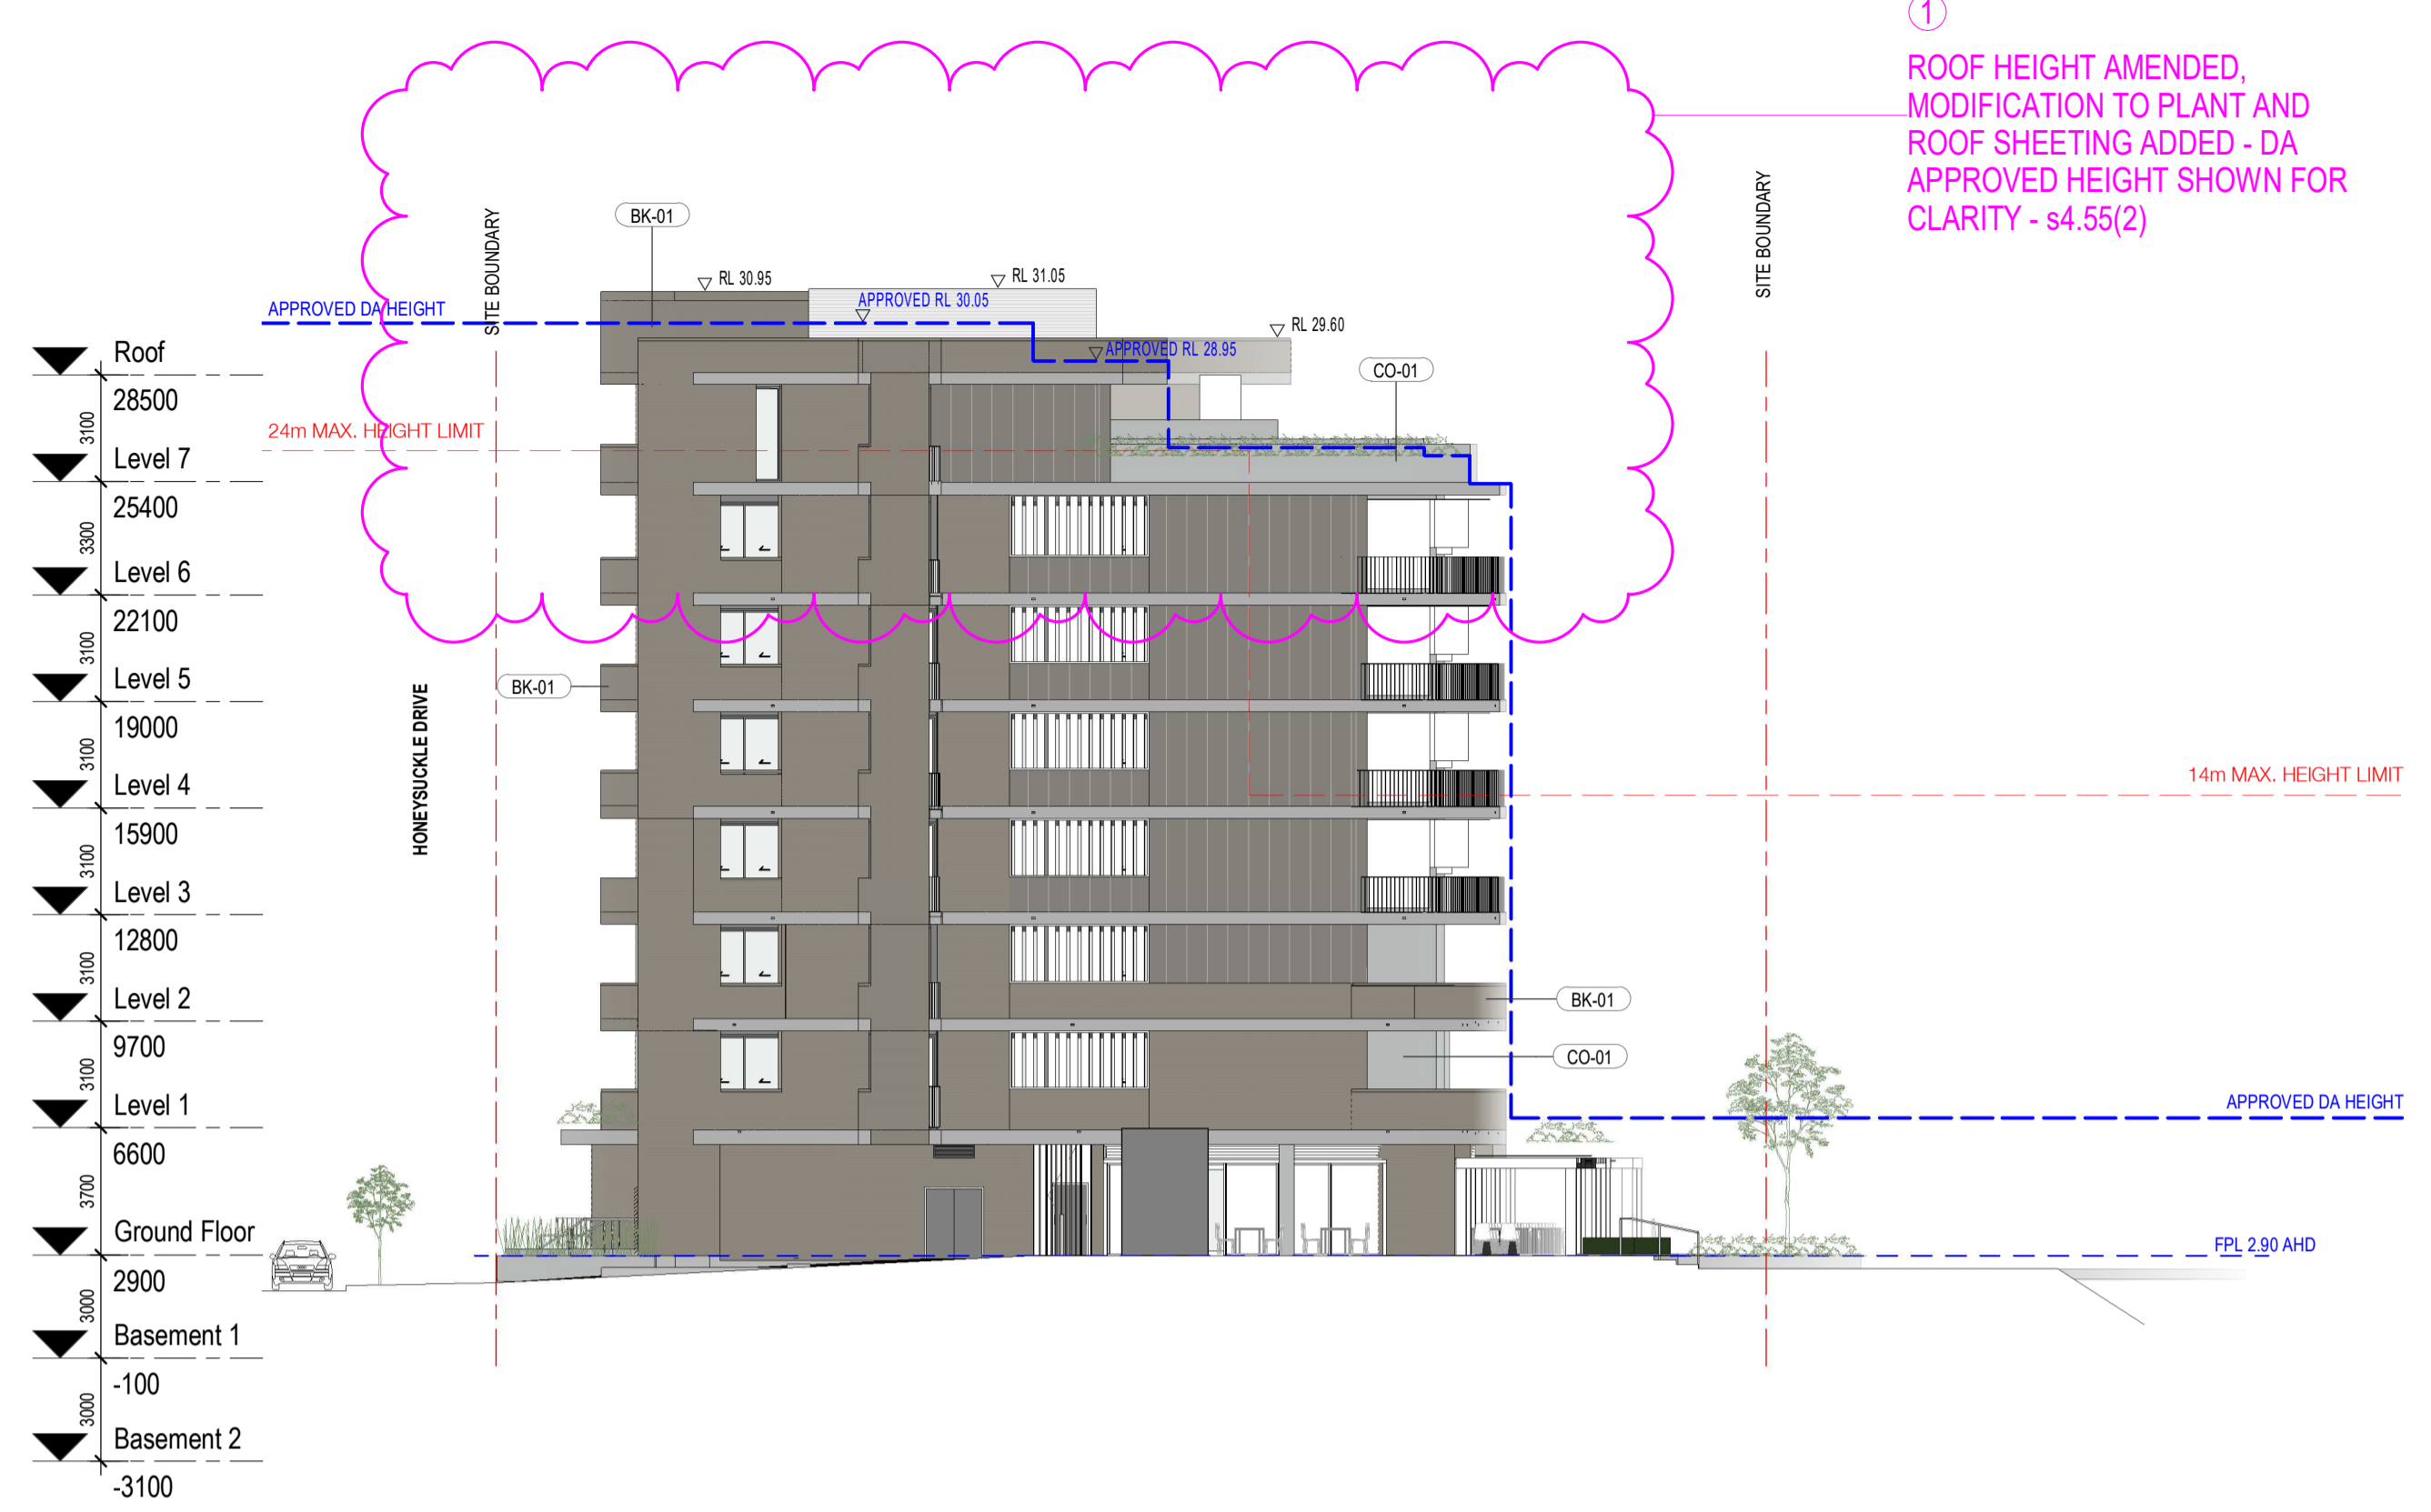 1
ROOF HEIGHT AMENDED,
MODIFICATION TO PLANT AND
ROOF SHEETING ADDED - DA
APPROVED HEIGHT SHOWN FOR
CLARITY - s4.55(2)
SITE BOUNDARY
SITE BOUNDARY
BK-01
RL 30.95
RL 31.05
APPROVED DA HEIGHT
APPROVED RL 30.05
RL 29.60
APPROVED RL 28.95
CO-01
Roof
28500
3100
24m MAX. HEIGHT LIMIT
Level 7
25400
3300
Level 6
22100
3100
Level 5
BK-01
19000
HONEYSUCKLE DRIVE
3100
Level 4
14m MAX. HEIGHT LIMIT
15900
3100
Level 3
12800
3100
Level 2
BK-01
9700
CO-01
3100
Level 1
APPROVED DA HEIGHT
6600
3700
Ground Floor
FPL 2.90 AHD
2900
3000
Basement 1
-100
3000
Basement 2
-3100